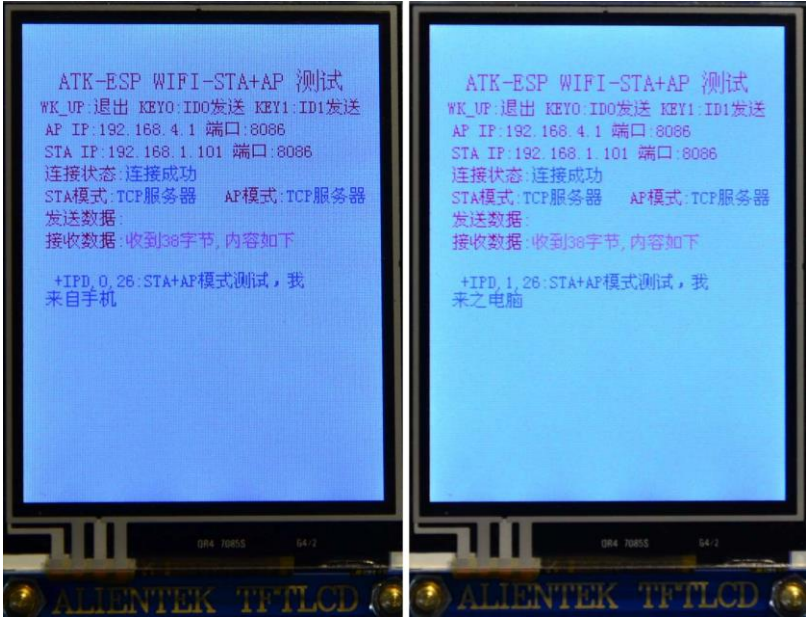 ATK-ESP WIFI-STA+AP 测试
WK_UP:退出 KEY0:ID0发送 KEY1:ID1发送
AP IP:192.168.4.1 端口:8086
STA IP:192.168.1.101 端口:8086
连接状态:连接成功
STA模式:TCP服务器 AP模式:TCP服务器
发送数据:
接收数据:收到38字节,内容如下
+IPD,0,26:STA+AP模式测试，我
来自手机
QR4 7085S G4/2
ALIENTEK TFTLCD
ATK-ESP WIFI-STA+AP 测试
WK_UP:退出 KEY0:ID0发送 KEY1:ID1发送
AP IP:192.168.4.1 端口:8086
STA IP:192.168.1.101 端口:8086
连接状态:连接成功
STA模式:TCP服务器 AP模式:TCP服务器
发送数据:
接收数据:收到38字节,内容如下
+IPD,1,26:STA+AP模式测试，我
来之电脑
QR4 7085S G4/2
ALIENTEK TFTLCD